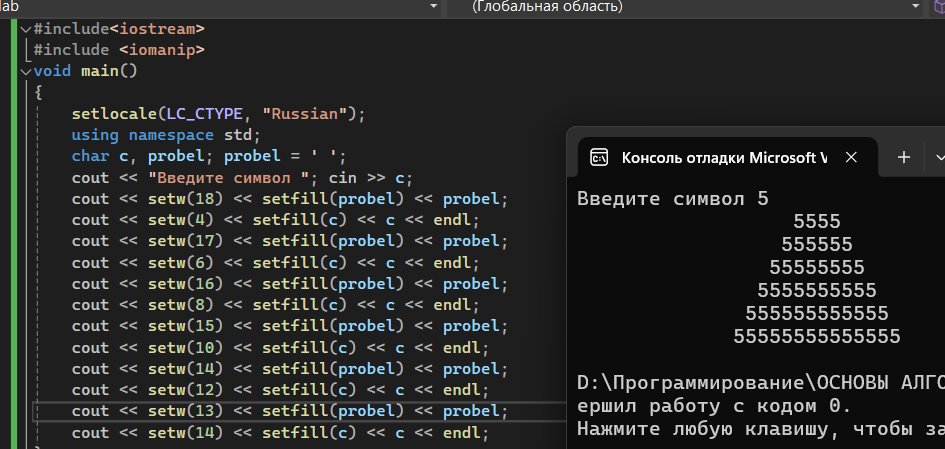 lab (Глобальная область)
#include<iostream>
#include <iomanip>
void main()
{
setlocale(LC_CTYPE, "Russian");
using namespace std;
char c, probel; probel = ' ';
cout << "Введите символ "; cin >> c;
cout << setw(18) << setfill(probel) << probel;
cout << setw(4) << setfill(c) << c << endl;
cout << setw(17) << setfill(probel) << probel;
cout << setw(6) << setfill(c) << c << endl;
cout << setw(16) << setfill(probel) << probel;
cout << setw(8) << setfill(c) << c << endl;
cout << setw(15) << setfill(probel) << probel;
cout << setw(10) << setfill(c) << c << endl;
cout << setw(14) << setfill(probel) << probel;
cout << setw(12) << setfill(c) << c << endl;
cout << setw(13) << setfill(probel) << probel;
cout << setw(14) << setfill(c) << c << endl;
Консоль отладки Microsoft V
Введите символ 5
5555
555555
55555555
5555555555
555555555555
55555555555555
D:\Программирование\ОСНОВЫ АЛГО
ершил работу с кодом 0.
Нажмите любую клавишу, чтобы за